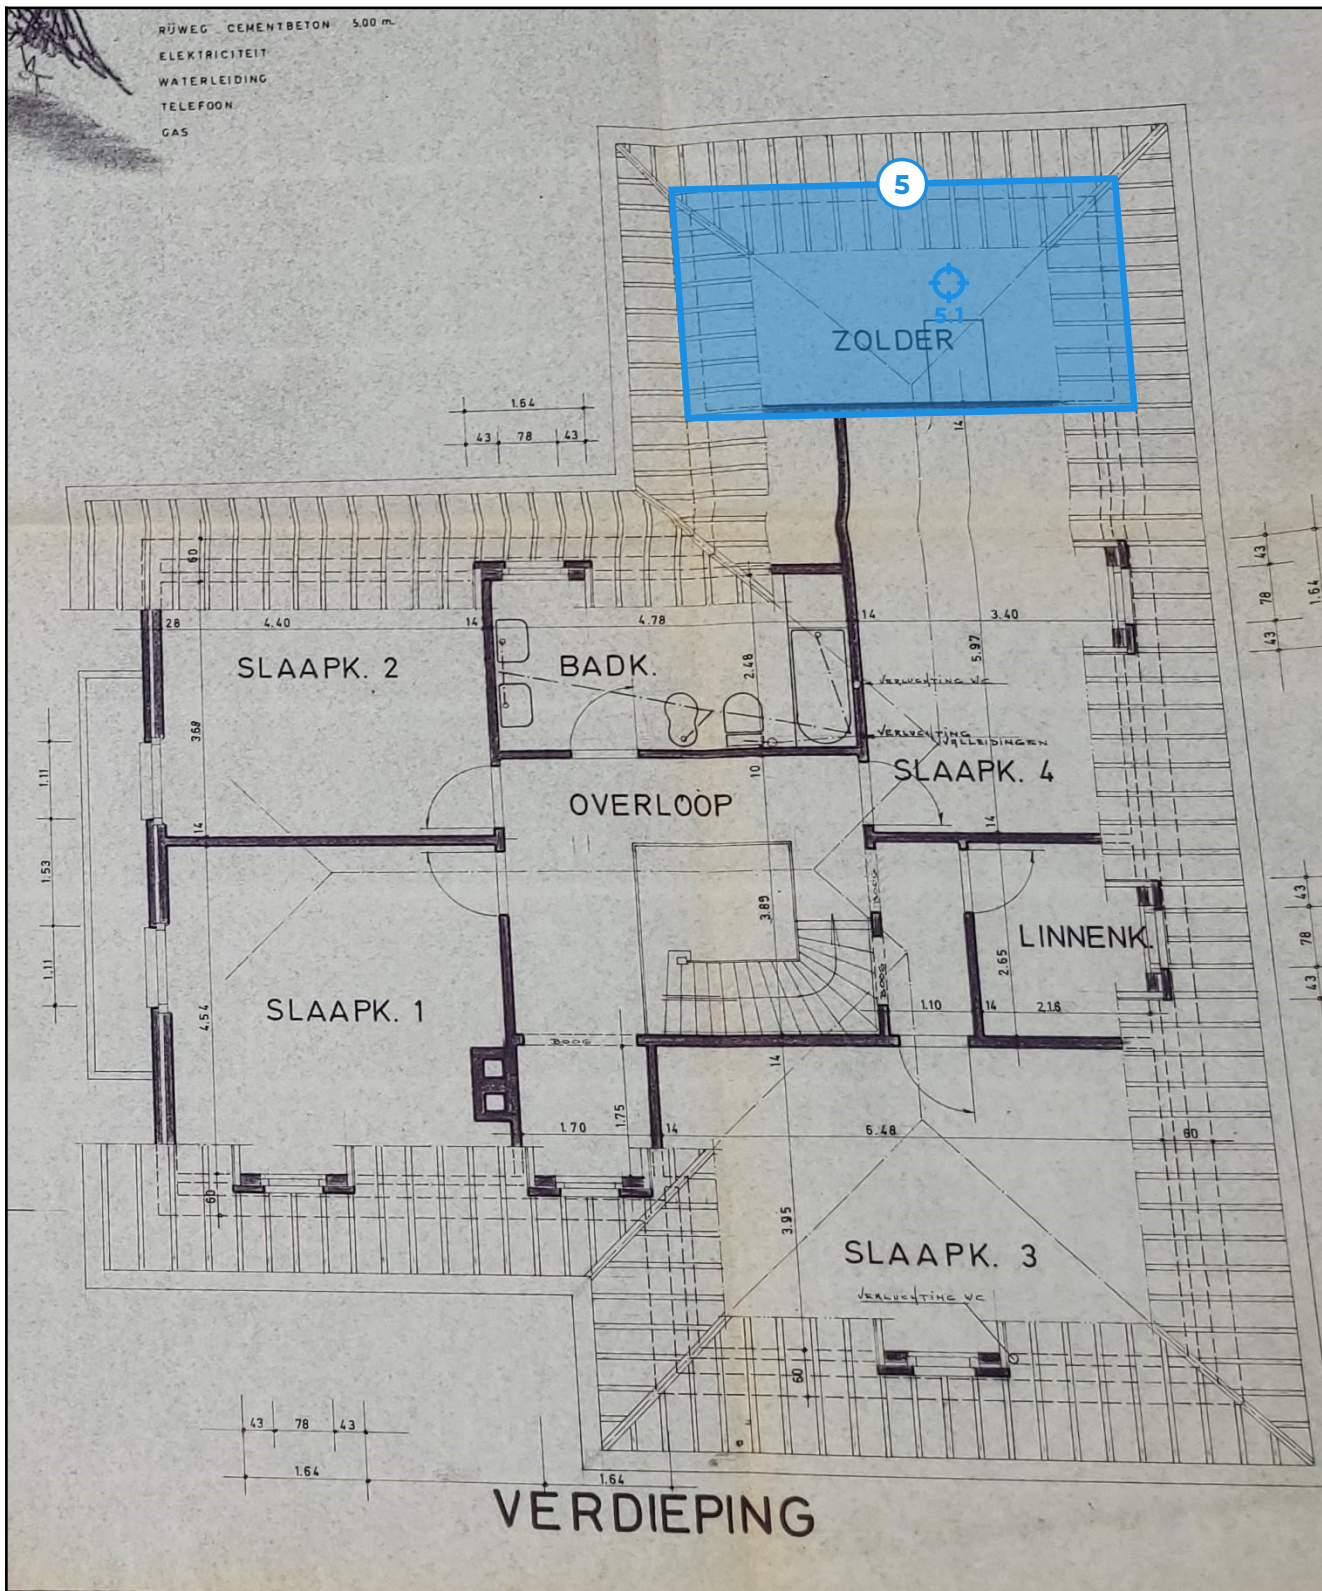 RIJWEG CEMENTBETON 5.00 m.
ELEKTRICITEIT
WATERLEIDING
TELEFOON
GAS
5
5.1
ZOLDER
1.64
43 78 43
14
60
28 4.40 14 4.78 14 3.40
43
78
43
1.64
SLAAPK. 2
BADK.
2.48
5.97
VERLUCHTING WC
3.68
VERLUCHTING
VALLEIDINGEN
1.11
10
SLAAPK. 4
OVERLOOP
14
14
1.53
BOOG
3.89
43
78
43
LINNENK.
2.65
1.11
BOOG
SLAAPK. 1
4.54
1.10 14 2.16
BOOG
14
1.75
1.70 14 6.48 60
60
3.95
SLAAPK. 3
VERLUCHTING WC
60
43 78 43
1.64
1.64
VERDIEPING